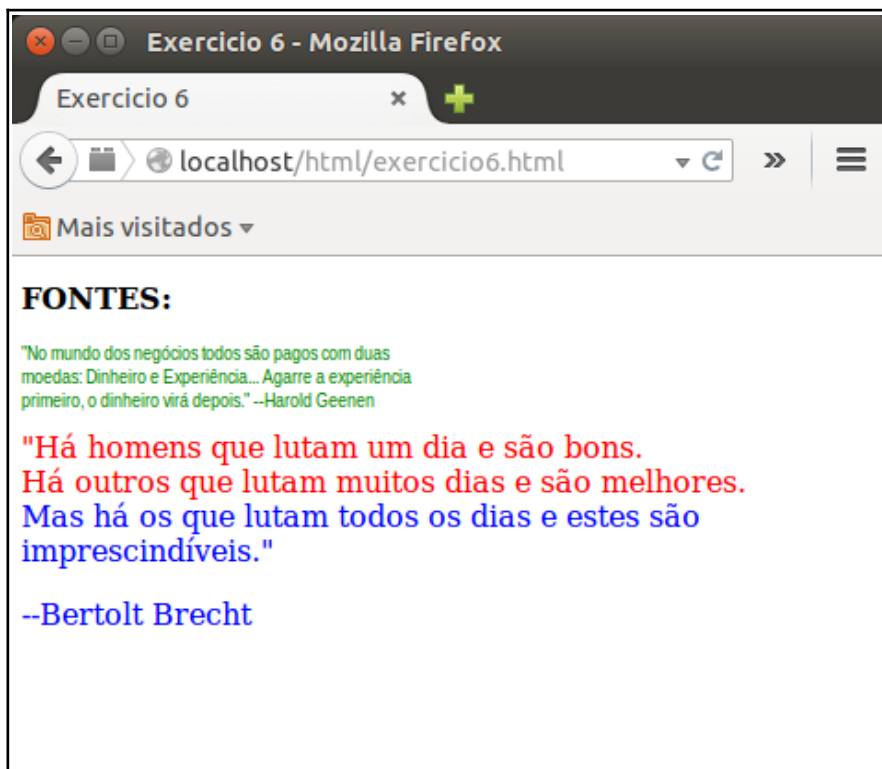 Exercicio 6 - Mozilla Firefox
Exercicio 6
localhost/html/exercicio6.html
Mais visitados
FONTES:
"No mundo dos negócios todos são pagos com duas
moedas: Dinheiro e Experiência... Agarre a experiência
primeiro, o dinheiro virá depois." --Harold Geenen
"Há homens que lutam um dia e são bons.
Há outros que lutam muitos dias e são melhores.
Mas há os que lutam todos os dias e estes são
imprescindíveis."
--Bertolt Brecht